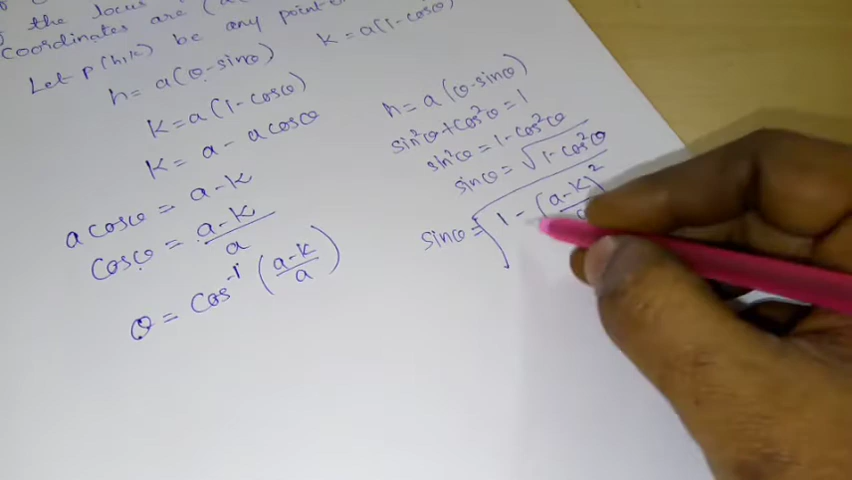 the locus
coordinates are (a
Let P(h,k) be any point
h = a(θ-sinθ) k = a(1-cosθ)
K = a(1-cosθ)
K = a - a cosθ
a cosθ = a-K
cosθ = a-K/a
θ = Cos⁻¹ (a-K/a)
h = a(θ-sinθ)
sin²θ+cos²θ = 1
sin²θ = 1-cos²θ
sinθ = √1-cos²θ
sinθ = √1-(a-K/a)²